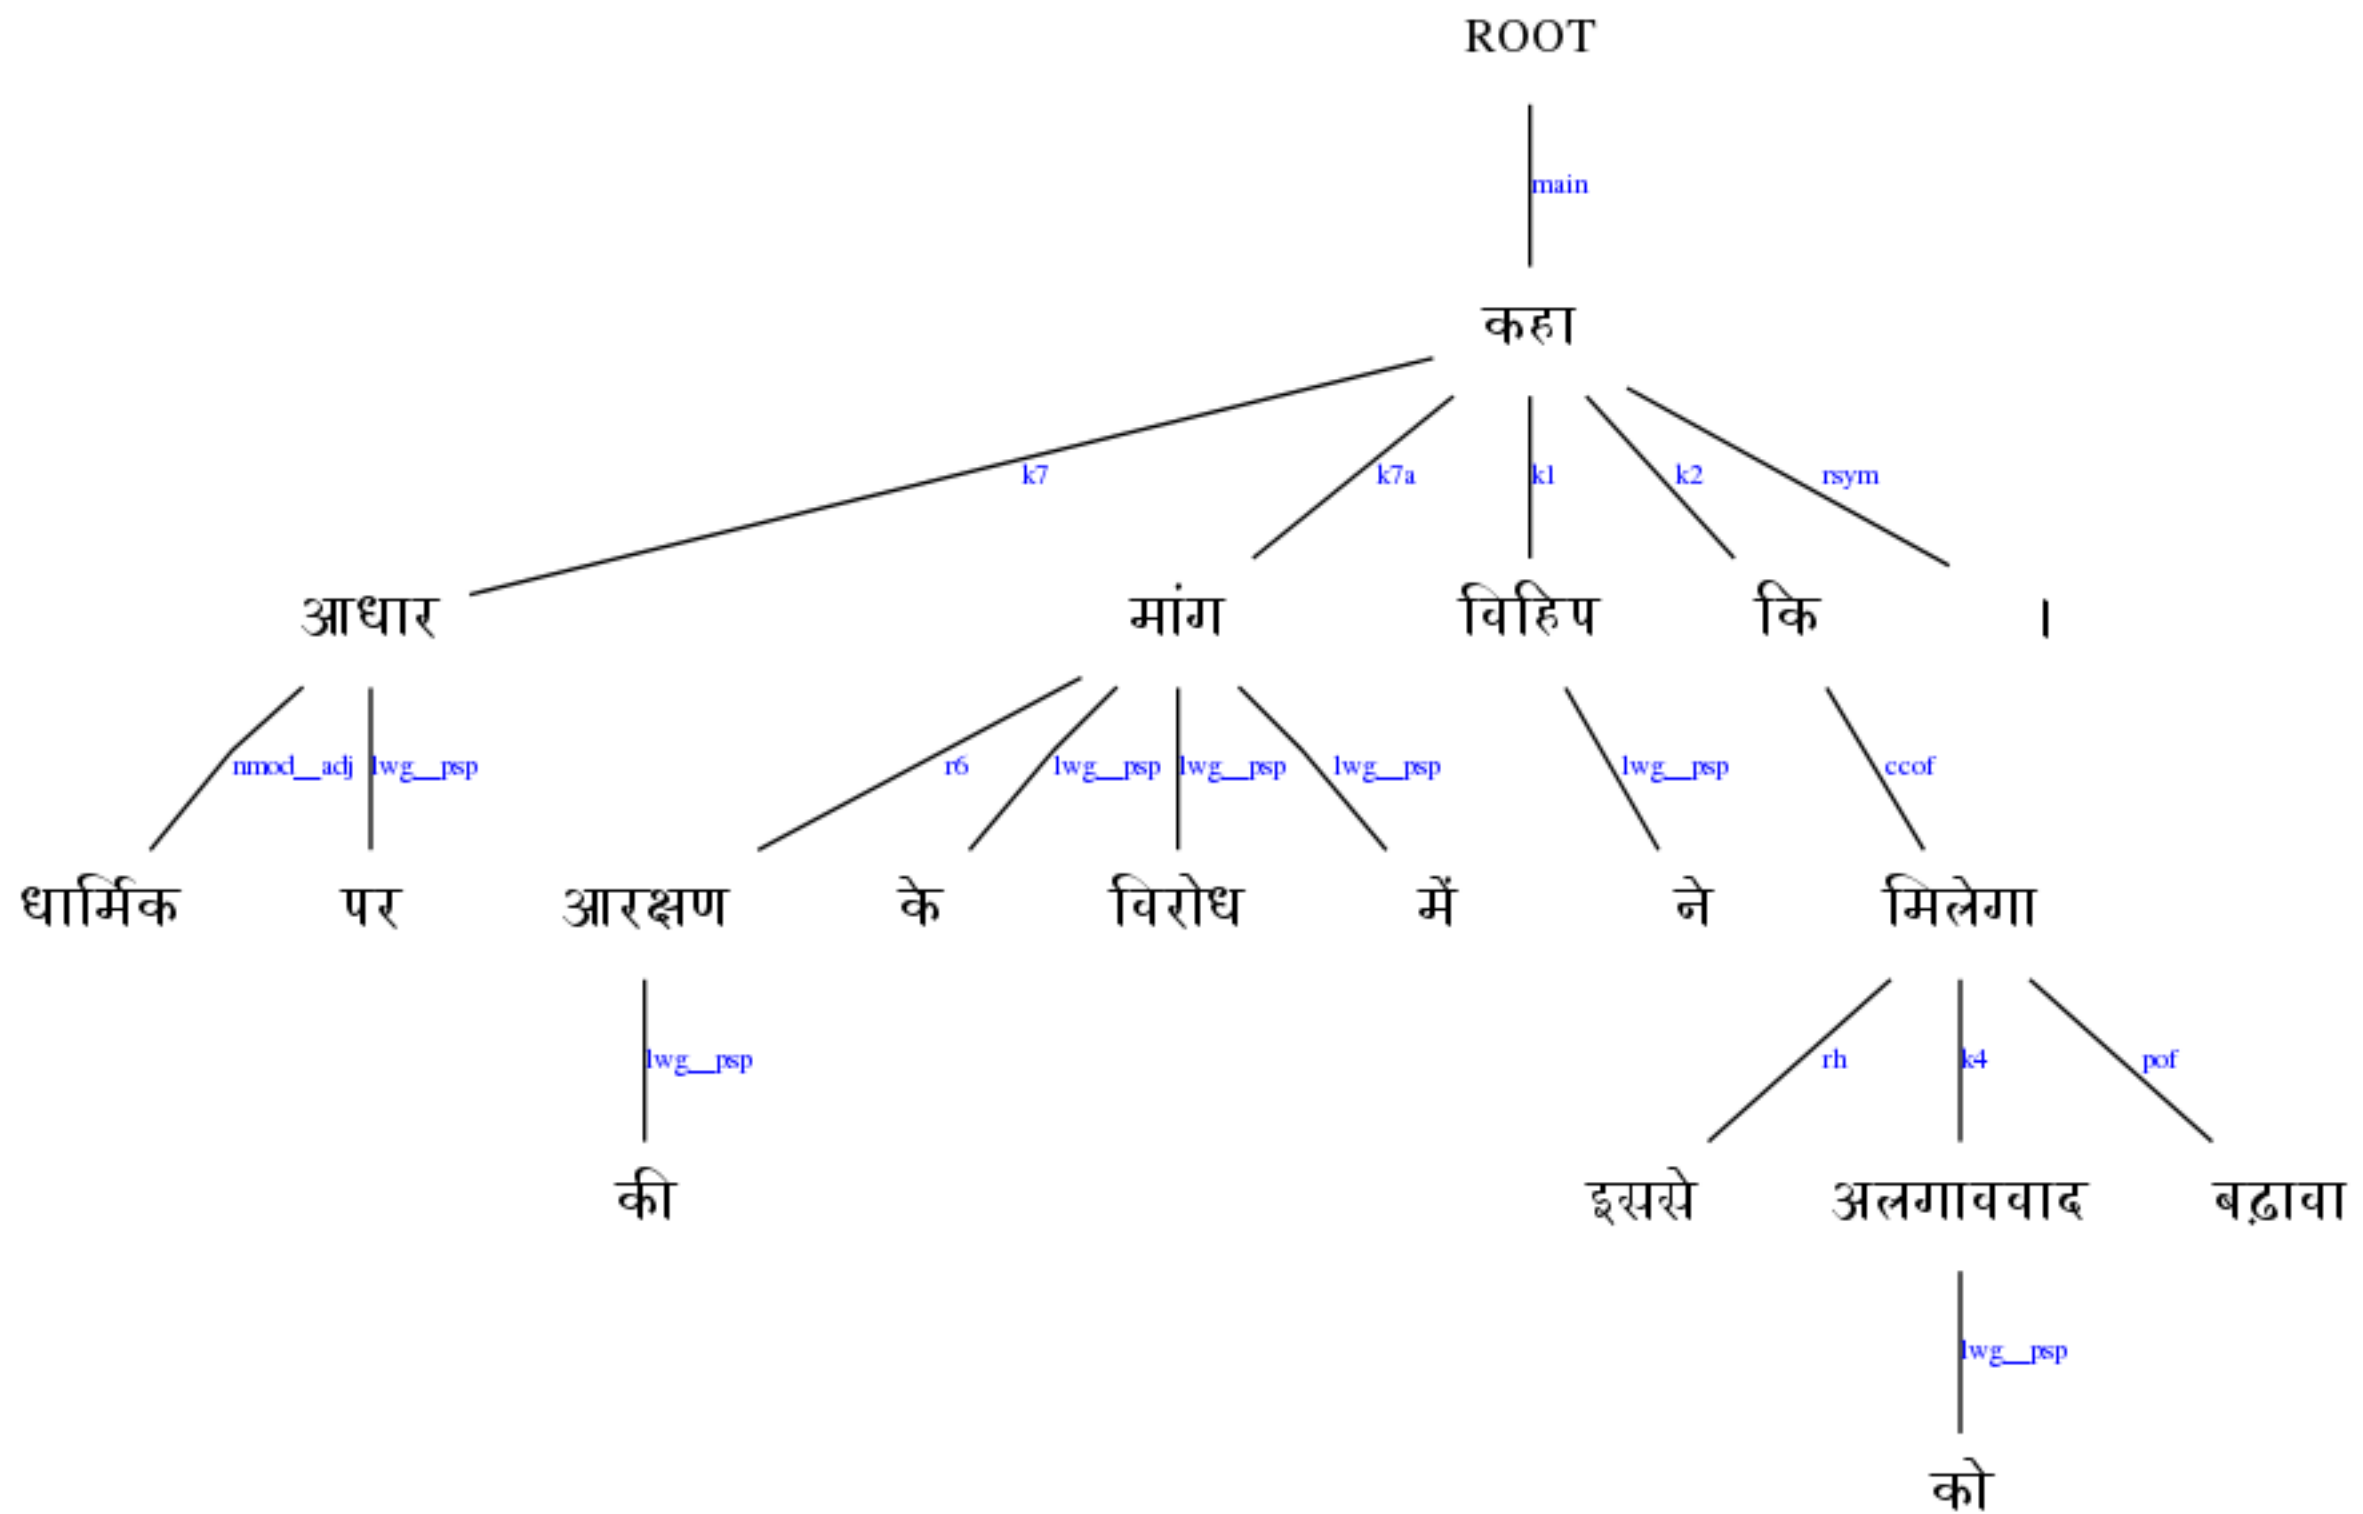 ROOT
main
कहा
k7 k7a k1 k2 rsym
आधार मांग विहिप कि ।
nmod__adj lwg__psp r6 lwg__psp lwg__psp lwg__psp lwg__psp ccof
धार्मिक पर आरक्षण के विरोध में ने मिलेगा
lwg__psp rh k4 pof
की इससे अलगाववाद बढ़ावा
lwg__psp
को